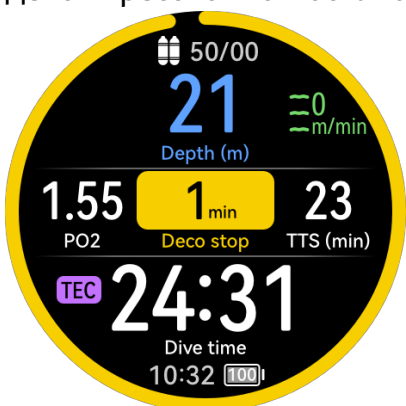 50/00
21
0
m/min
Depth (m)
1.55
1 min
23
PO2
Deco stop
TTS (min)
TEC
24:31
Dive time
10:32 100